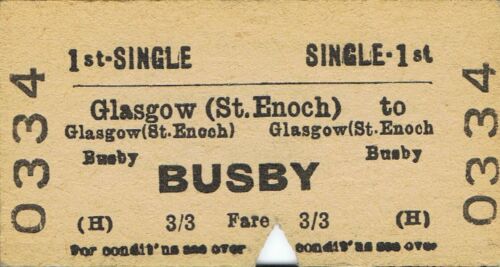 1st-SINGLE SINGLE-1st
Glasgow (St. Enoch) to
Glasgow(St.Enoch) Glasgow(St.Enoch
Busby Busby
BUSBY
(H) 3/3 Fare 3/3 (H)
For condit'ns see over condit'ns see over
0334
0334